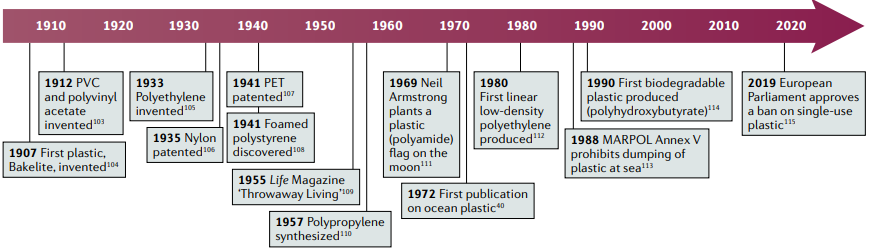 1910 1920 1930 1940 1950 1960 1970 1980 1990 2000 2010 2020
1907 First plastic,
Bakelite, invented¹⁰⁴
1912 PVC
and polyvinyl
acetate
invented¹⁰³
1933
Polyethylene
invented¹⁰⁵
1935 Nylon
patented¹⁰⁶
1941 PET
patented¹⁰⁷
1941 Foamed
polystyrene
discovered¹⁰⁸
1955 Life Magazine
‘Throwaway Living’¹⁰⁹
1957 Polypropylene
synthesized¹¹⁰
1969 Neil
Armstrong
plants a
plastic
(polyamide)
flag on the
moon¹¹¹
1972 First publication
on ocean plastic⁴⁰
1980
First linear
low-density
polyethylene
produced¹¹²
1988 MARPOL Annex V
prohibits dumping of
plastic at sea¹¹³
1990 First biodegradable
plastic produced
(polyhydroxybutyrate)¹¹⁴
2019 European
Parliament approves
a ban on single-use
plastic¹¹⁵